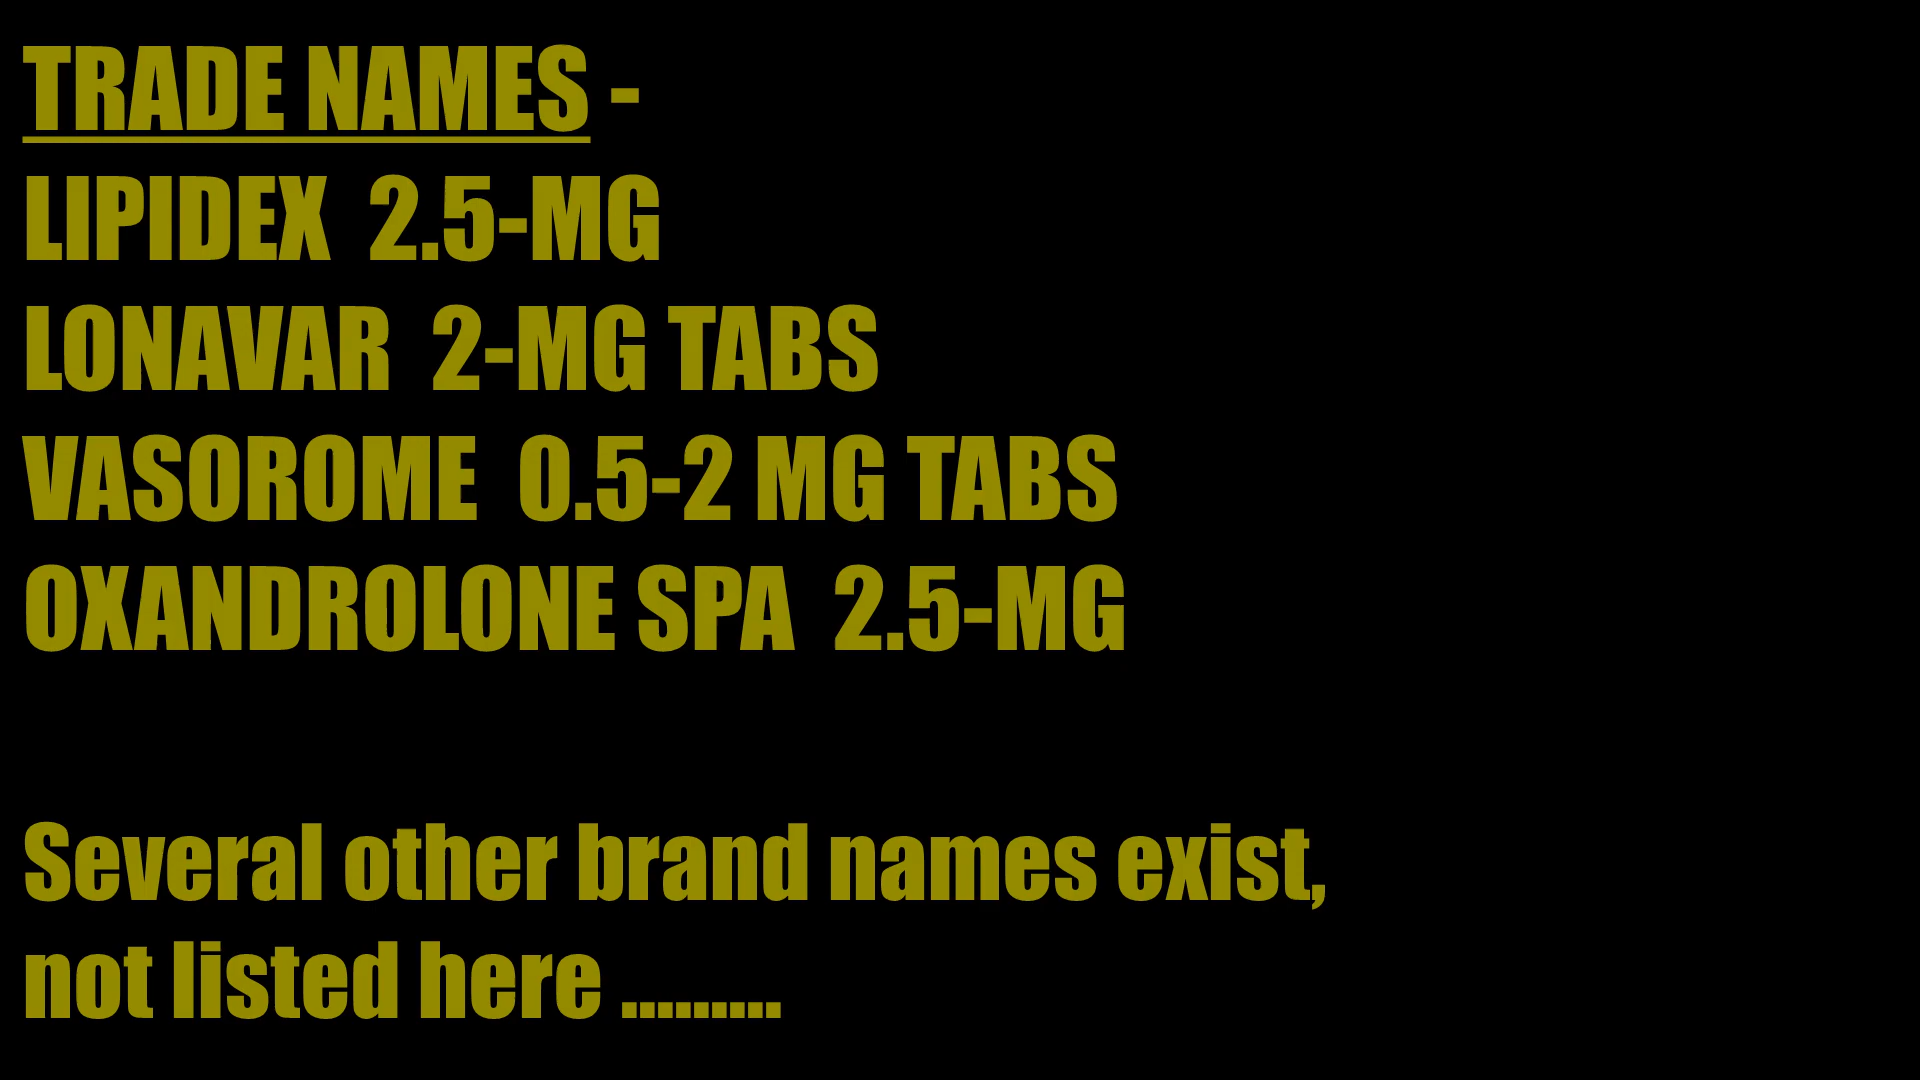 TRADE NAMES -
LIPIDEX  2.5-MG
LONAVAR  2-MG TABS
VASOROME  0.5-2 MG TABS
OXANDROLONE SPA  2.5-MG
Several other brand names exist,
not listed here .........